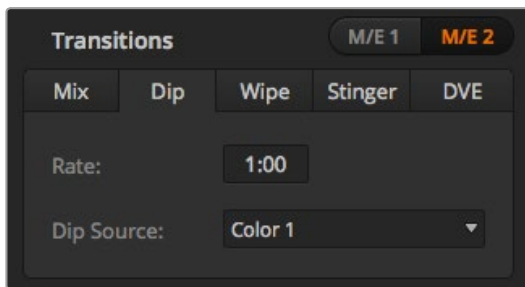 Transitions M/E 1 M/E 2
Mix Dip Wipe Stinger DVE
Rate: 1:00
Dip Source: Color 1